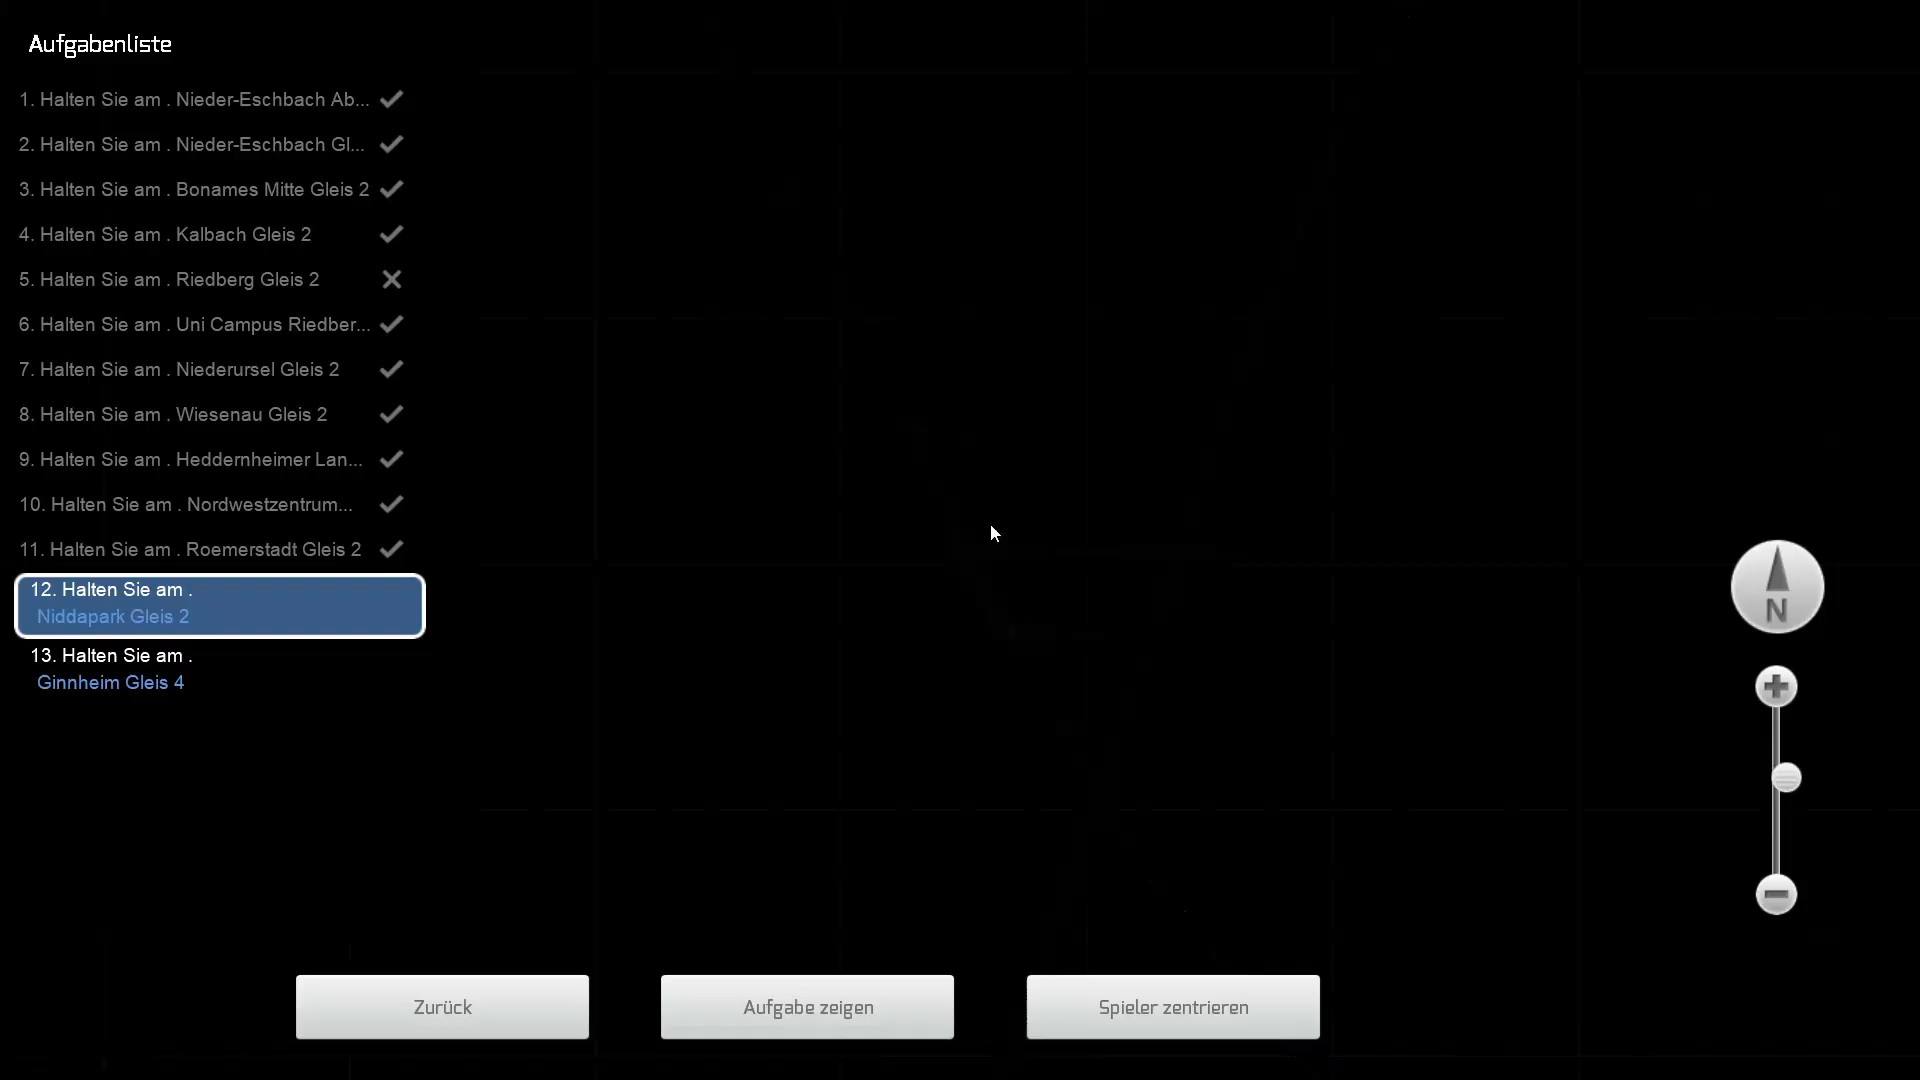 Aufgabenliste
1. Halten Sie am . Nieder-Eschbach Ab...
2. Halten Sie am . Nieder-Eschbach Gl...
3. Halten Sie am . Bonames Mitte Gleis 2
4. Halten Sie am . Kalbach Gleis 2
5. Halten Sie am . Riedberg Gleis 2
6. Halten Sie am . Uni Campus Riedber...
7. Halten Sie am . Niederursel Gleis 2
8. Halten Sie am . Wiesenau Gleis 2
9. Halten Sie am . Heddernheimer Lan...
10. Halten Sie am . Nordwestzentrum...
11. Halten Sie am . Roemerstadt Gleis 2
12. Halten Sie am .
Niddapark Gleis 2
13. Halten Sie am .
Ginnheim Gleis 4
N
Zurück
Aufgabe zeigen
Spieler zentrieren